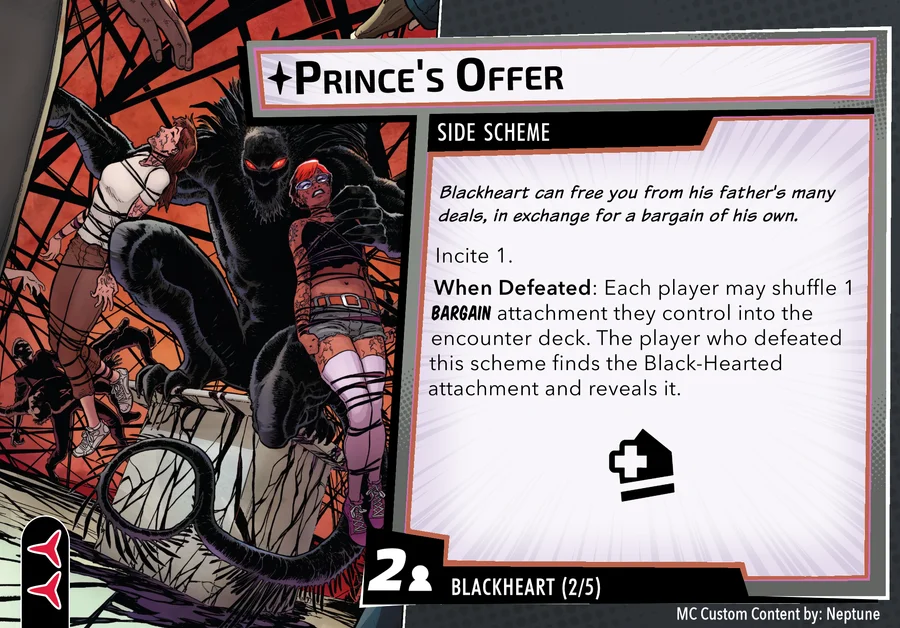 PRINCE'S OFFER
SIDE SCHEME
Blackheart can free you from his father's many
deals, in exchange for a bargain of his own.
Incite 1.
When Defeated: Each player may shuffle 1
BARGAIN attachment they control into the
encounter deck. The player who defeated
this scheme finds the Black-Hearted
attachment and reveals it.
2
BLACKHEART (2/5)
MC Custom Content by: Neptune